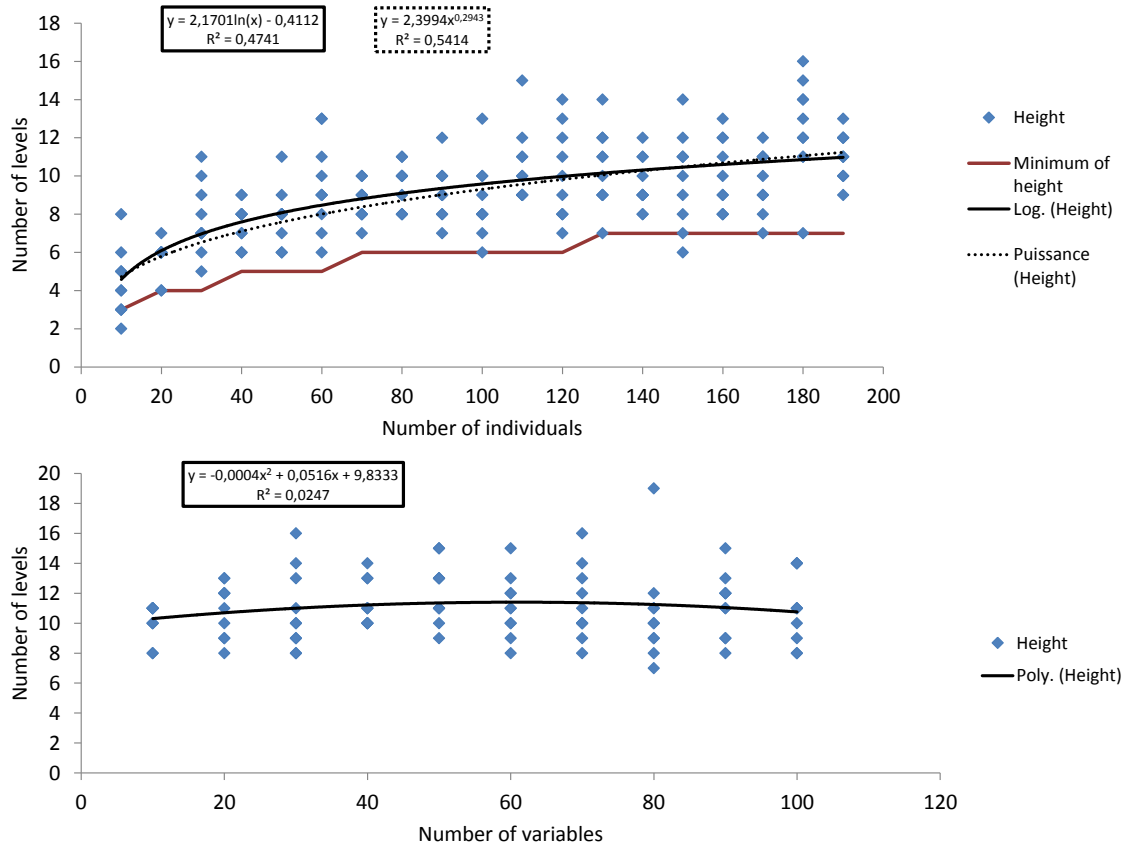 y = 2,1701ln(x) - 0,4112
R² = 0,4741
y = 2,3994x^0,2943
R² = 0,5414
18
16
14
12
10
8
6
4
2
0
Number of levels
0 20 40 60 80 100 120 140 160 180 200
Number of individuals
Height
Minimum of
height
Log. (Height)
Puissance
(Height)
y = -0,0004x² + 0,0516x + 9,8333
R² = 0,0247
20
18
16
14
12
10
8
6
4
2
0
Number of levels
0 20 40 60 80 100 120
Number of variables
Height
Poly. (Height)